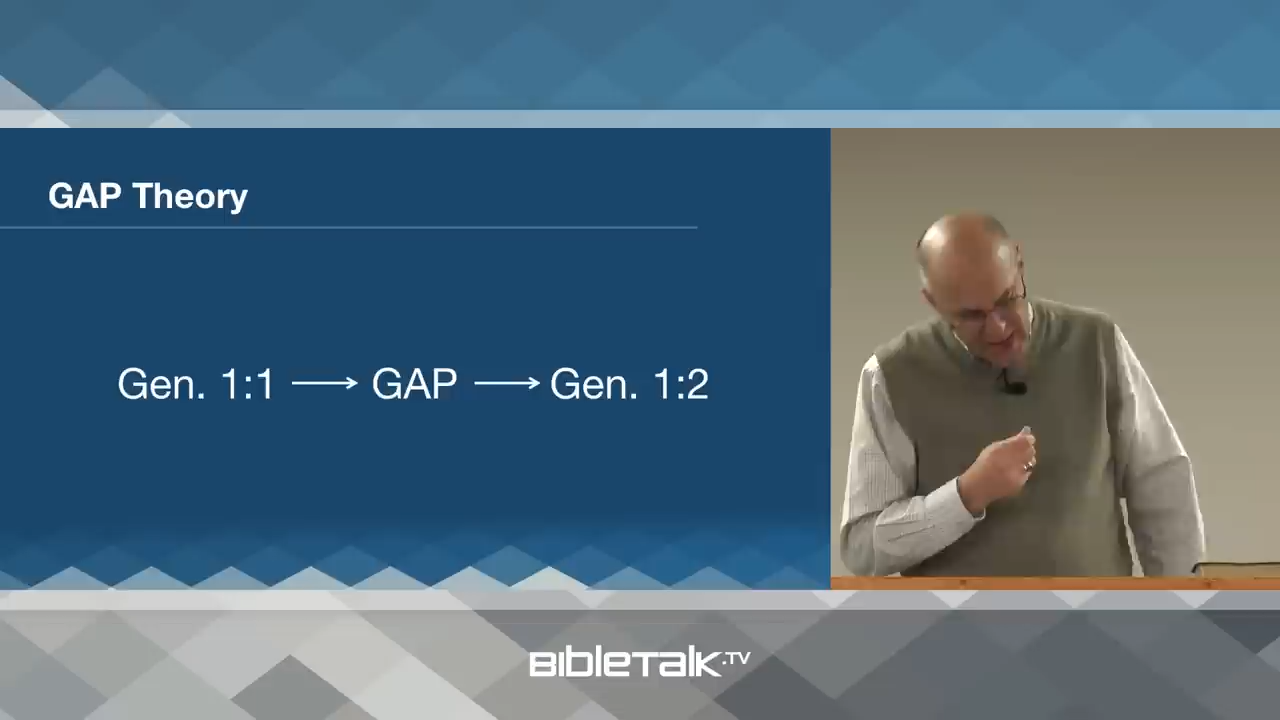 GAP Theory
Gen. 1:1 → GAP → Gen. 1:2
BIBLETALK.TV